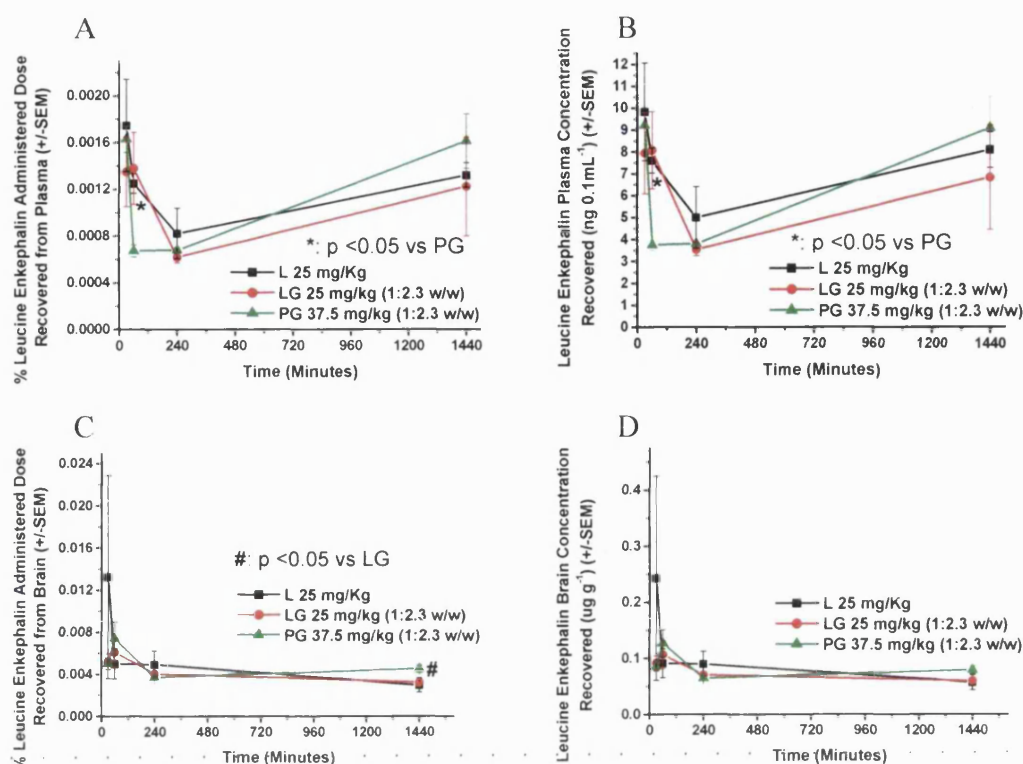 A
% Leucine Enkephalin Administered Dose
Recovered from Plasma (+/-SEM)
0.0020
0.0016
0.0012
0.0008
0.0004
0.0000
*
*: p <0.05 vs PG
L 25 mg/Kg
LG 25 mg/kg (1:2.3 w/w)
PG 37.5 mg/kg (1:2.3 w/w)
0 240 480 720 960 1200 1440
Time (Minutes)
B
Leucine Enkephalin Plasma Concentration
Recovered (ng 0.1mL⁻¹) (+/-SEM)
12
11
10
9
8
7
6
5
4
3
2
1
0
*
*: p <0.05 vs PG
L 25 mg/Kg
LG 25 mg/kg (1:2.3 w/w)
PG 37.5 mg/kg (1:2.3 w/w)
0 240 480 720 960 1200 1440
Time (Minutes)
C
% Leucine Enkephalin Administered Dose
Recovered from Brain (+/-SEM)
0.024
0.020
0.016
0.012
0.008
0.004
0.000
#: p <0.05 vs LG
L 25 mg/Kg
LG 25 mg/kg (1:2.3 w/w)
PG 37.5 mg/kg (1:2.3 w/w)
#
0 240 480 720 960 1200 1440
Time (Minutes)
D
Leucine Enkephalin Brain Concentration
Recovered (ug g⁻¹) (+/-SEM)
0.4
0.3
0.2
0.1
0.0
L 25 mg/Kg
LG 25 mg/kg (1:2.3 w/w)
PG 37.5 mg/kg (1:2.3 w/w)
0 240 480 720 960 1200 1440
Time (Minutes)